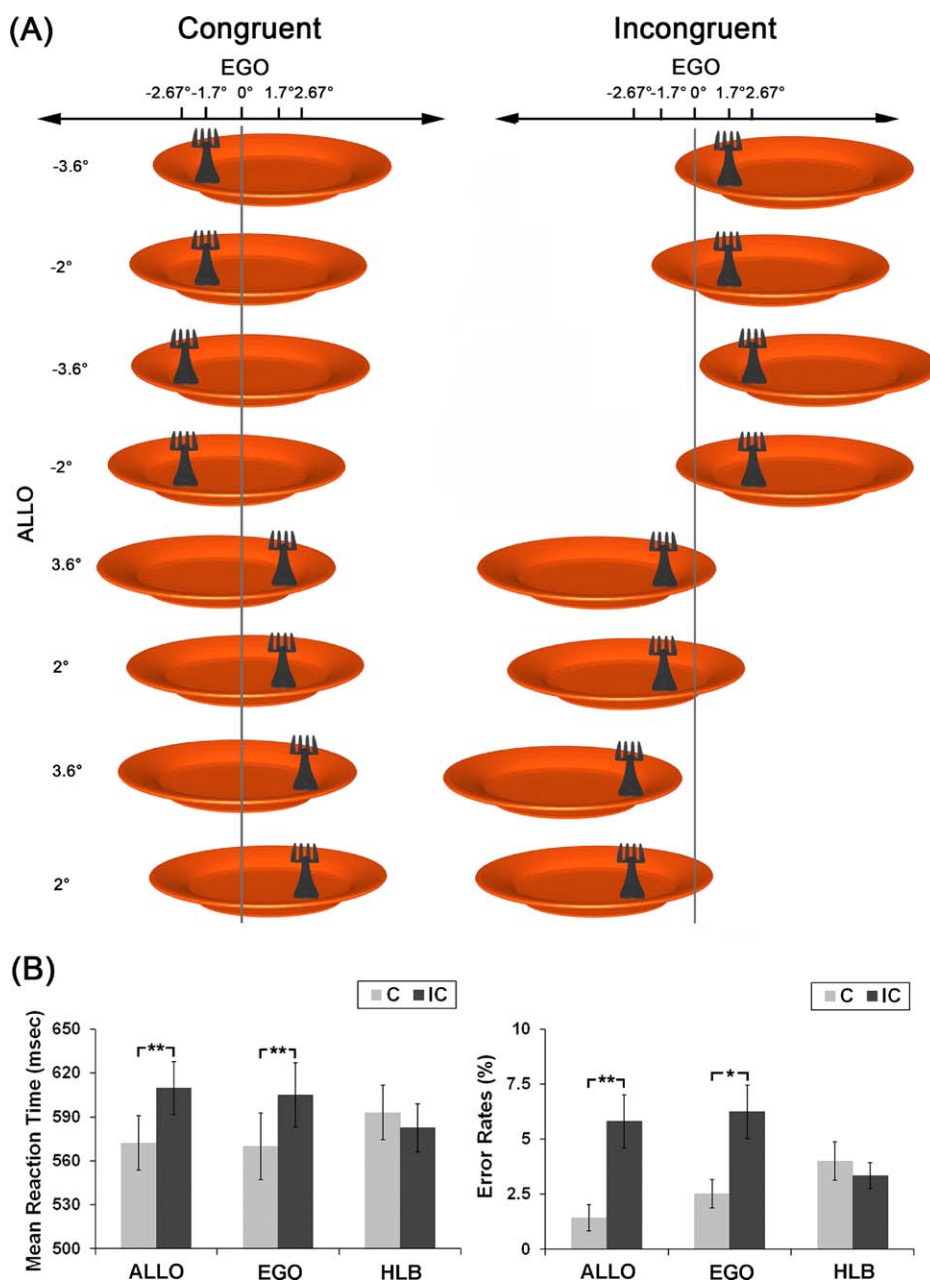 (A) Congruent Incongruent
EGO EGO
-2.67° -1.7° 0° 1.7° 2.67° -2.67° -1.7° 0° 1.7° 2.67°
-3.6°
-2°
-3.6°
-2°
ALLO
3.6°
2°
3.6°
2°
(B)
C IC C IC
Mean Reaction Time (msec)
650
620
590
560
530
500
** **
ALLO EGO HLB
Error Rates (%)
10
7.5
5
2.5
0
** *
ALLO EGO HLB